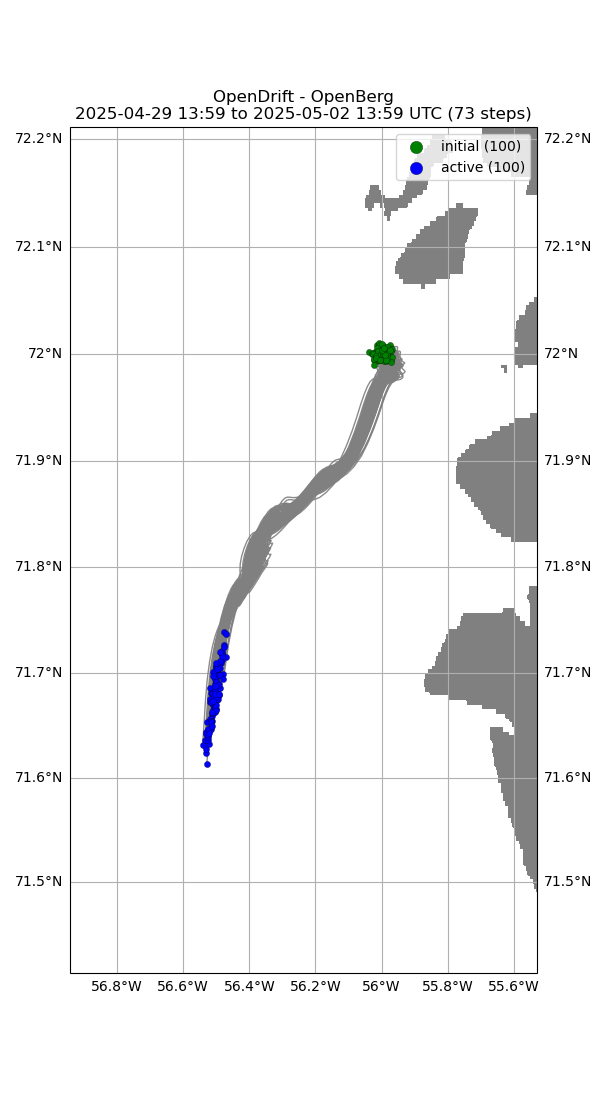 OpenDrift - OpenBerg
2025-04-29 13:59 to 2025-05-02 13:59 UTC (73 steps)
72.2°N 72.2°N
initial (100)
active (100)
72.1°N 72.1°N
72°N 72°N
71.9°N 71.9°N
71.8°N 71.8°N
71.7°N 71.7°N
71.6°N 71.6°N
71.5°N 71.5°N
56.8°W 56.6°W 56.4°W 56.2°W 56°W 55.8°W 55.6°W